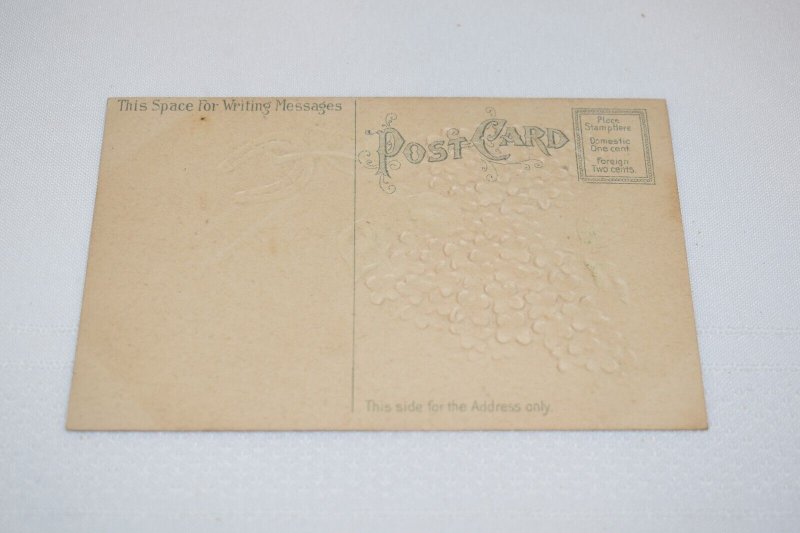 This Space For Writing Messages
POST CARD
Place
Stamp Here
Domestic
One cent
Foreign
Two cents.
This side for the Address only.